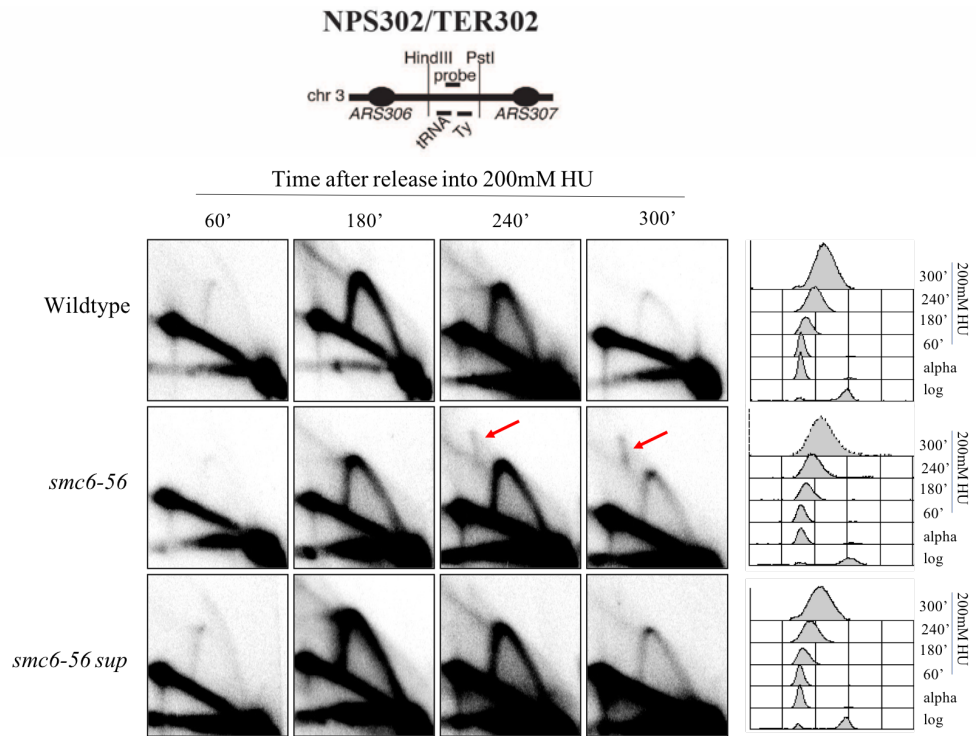 NPS302/TER302
HindIII PstI
probe
chr 3
ARS306 ARS307
tRNA Ty
Time after release into 200mM HU
60’ 180’ 240’ 300’
Wildtype
300’
240’
180’
60’
alpha
log
200mM HU
smc6-56
300’
240’
180’
60’
alpha
log
200mM HU
smc6-56 sup
300’
240’
180’
60’
alpha
log
200mM HU